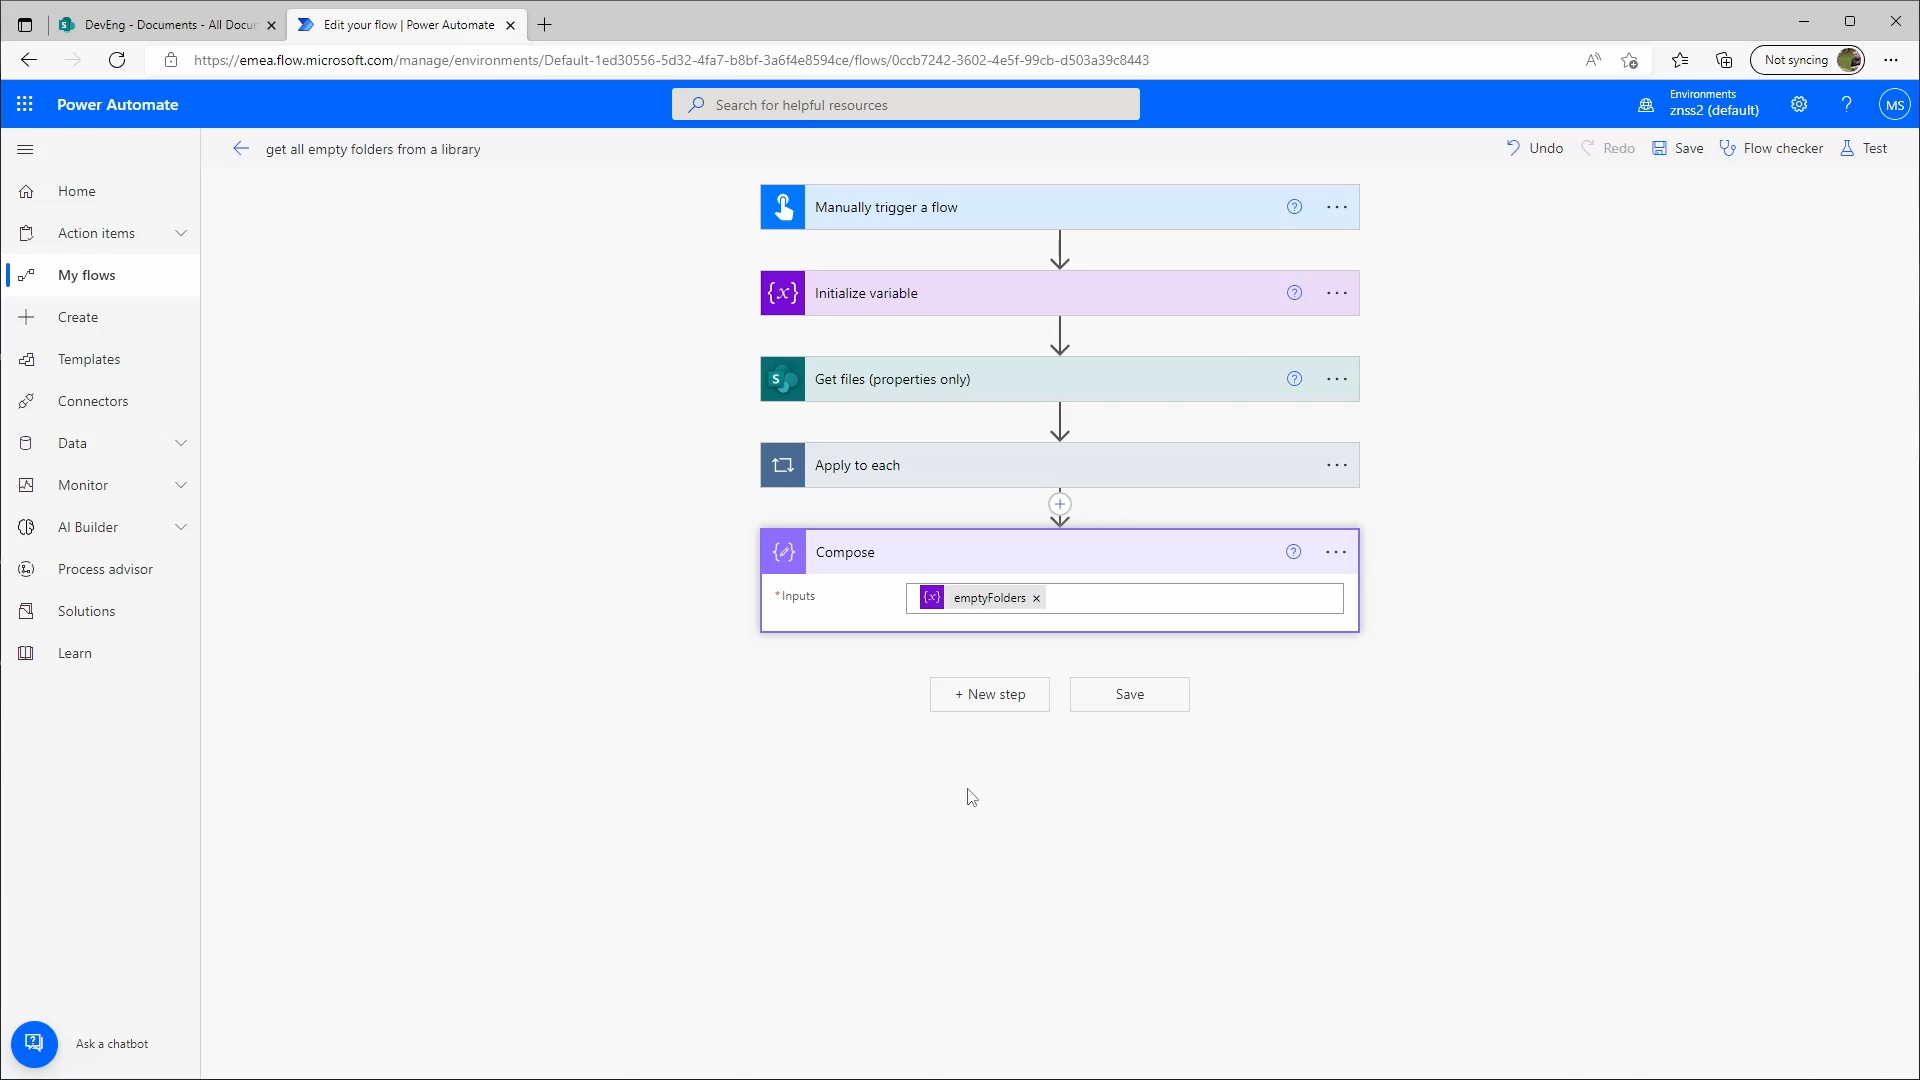 DevEng - Documents - All Docu
Edit your flow | Power Automate
https://emea.flow.microsoft.com/manage/environments/Default-1ed30556-5d32-4fa7-b8bf-3a6f4e8594ce/flows/0ccb7242-3602-4e5f-99cb-d503a39c8443
Not syncing
Power Automate
Search for helpful resources
Environments
znss2 (default)
MS
get all empty folders from a library
Undo
Redo
Save
Flow checker
Test
Home
Action items
My flows
Create
Templates
Connectors
Data
Monitor
AI Builder
Process advisor
Solutions
Learn
Ask a chatbot
Manually trigger a flow
Initialize variable
Get files (properties only)
Apply to each
Compose
* Inputs
emptyFolders
+ New step
Save